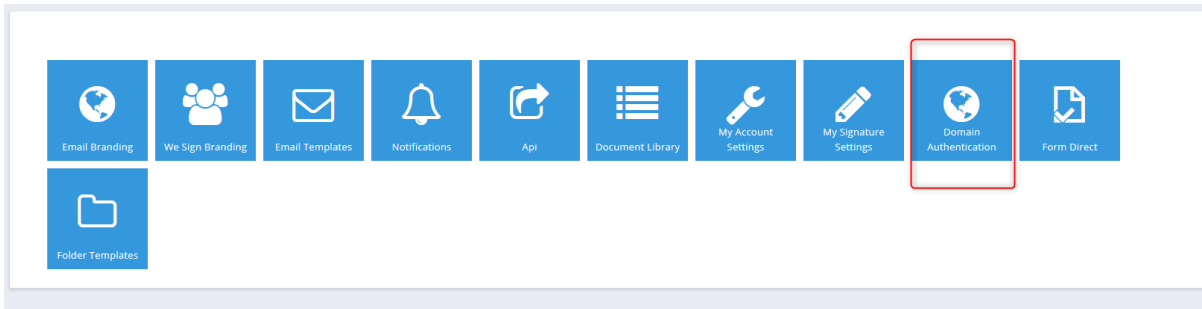 Email Branding
We Sign Branding
Email Templates
Notifications
Api
Document Library
My Account
Settings
My Signature
Settings
Domain
Authentication
Form Direct
Folder Templates